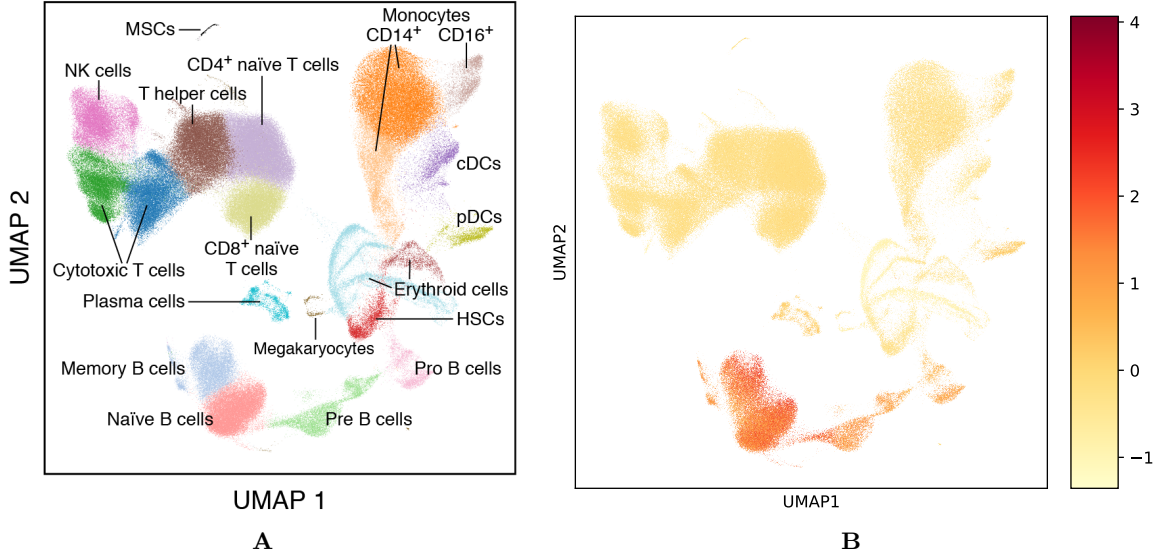 MSCs
Monocytes
CD14⁺ CD16⁺
NK cells
CD4⁺ naïve T cells
T helper cells
cDCs
pDCs
CD8⁺ naïve
T cells
Cytotoxic T cells
Plasma cells
Erythroid cells
HSCs
Megakaryocytes
Memory B cells
Pro B cells
Naïve B cells
Pre B cells
UMAP 2
UMAP 1
A
UMAP2
UMAP1
B
4
3
2
1
0
−1